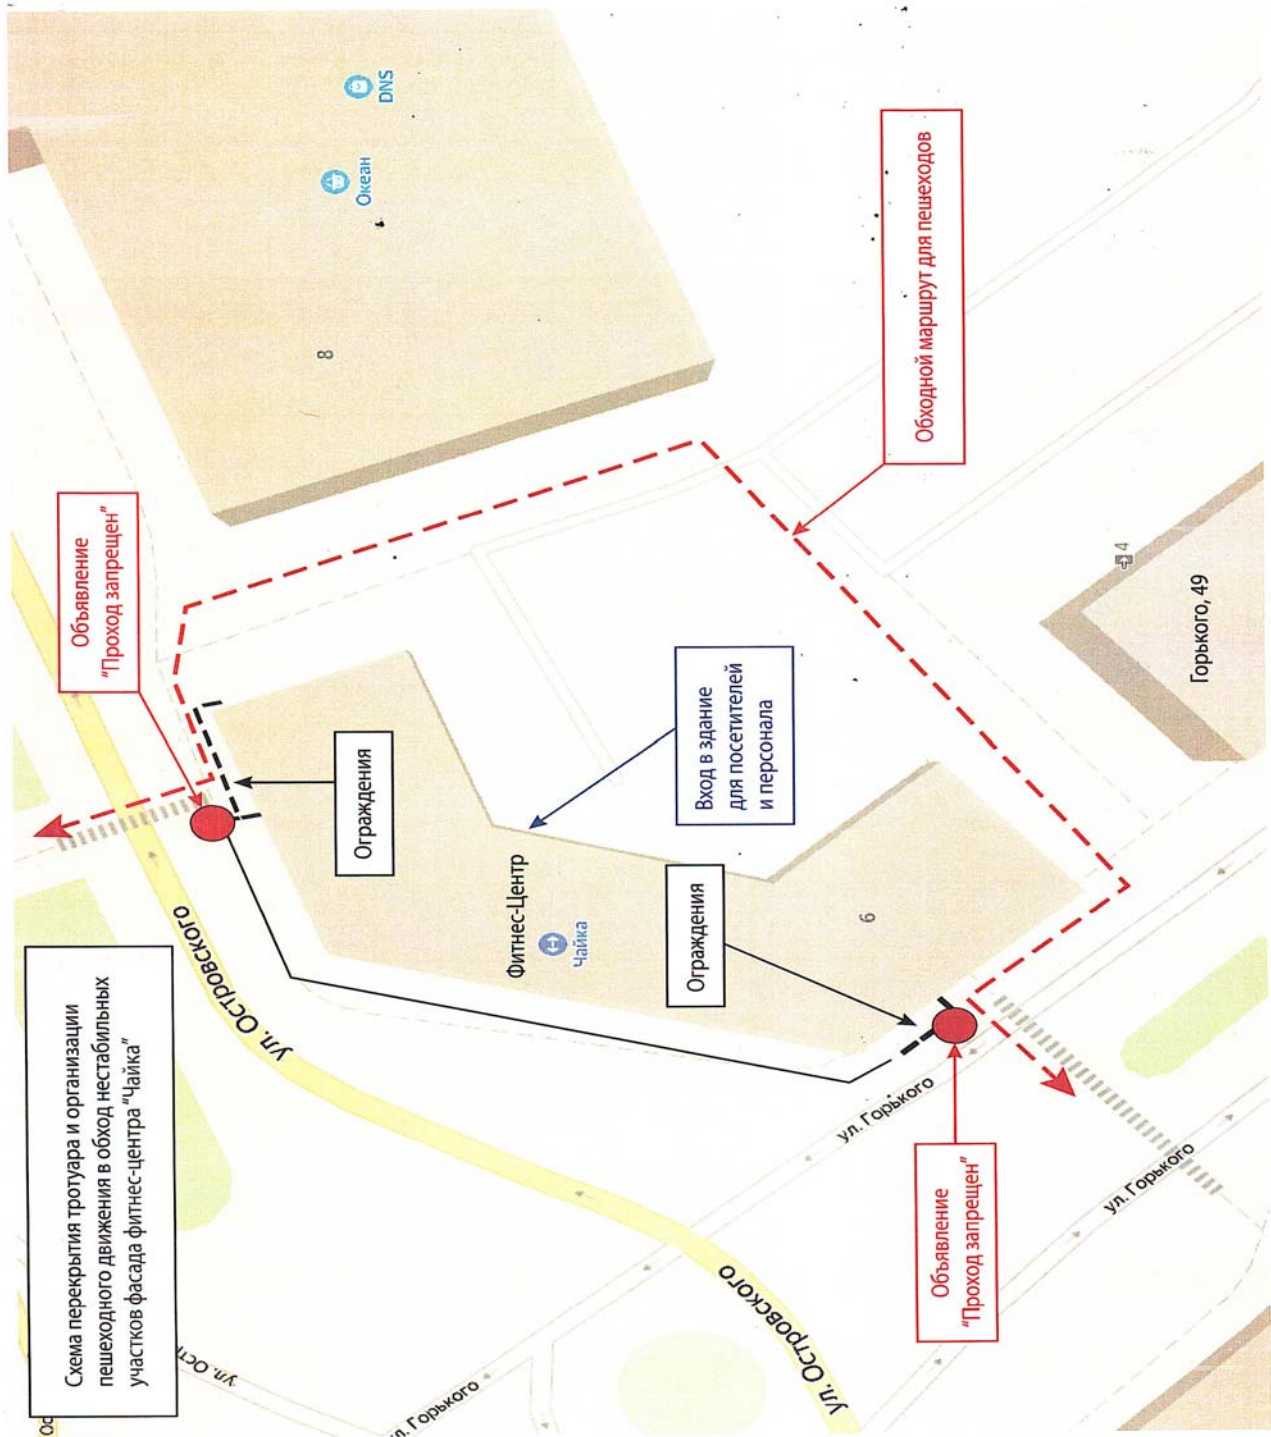 Схема перекрытия тротуара и организации
пешеходного движения в обход нестабильных
участков фасада фитнес-центра "Чайка"
Объявление
"Проход запрещен"
DNS
Океан
8
ул. Островского
Ограждения
Фитнес-Центр
Чайка
Вход в здание
для посетителей
и персонала
Обходной маршрут для пешеходов
Ограждения
6
4
Горького, 49
ул. Горького
ул. Горького
Объявление
"Проход запрещен"
ул. Островского
ул. Горького